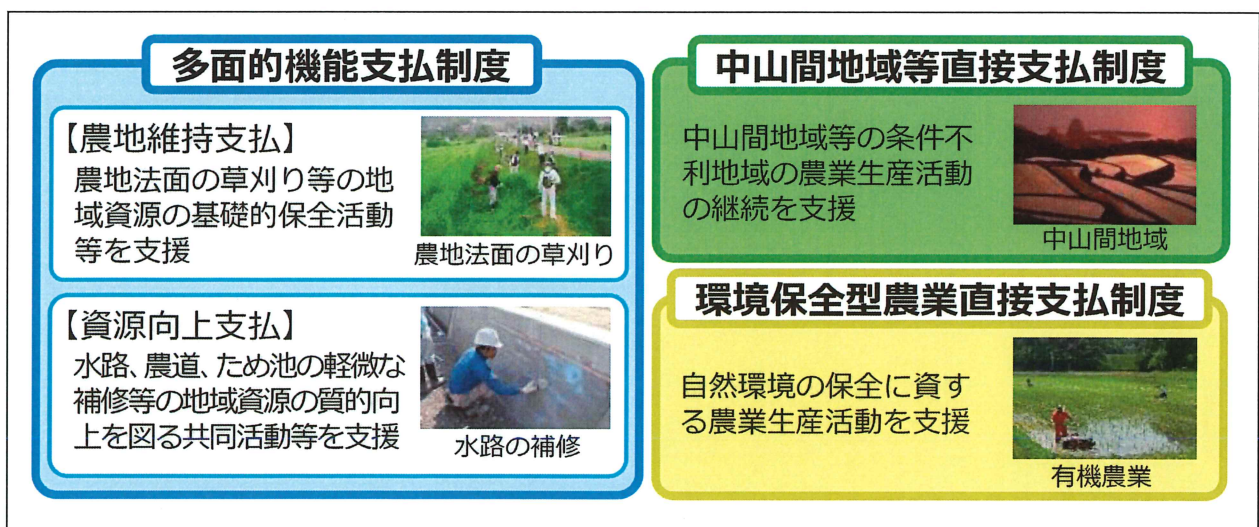 多面的機能支払制度
【農地維持支払】
農地法面の草刈り等の地
域資源の基礎的保全活動
等を支援
農地法面の草刈り
【資源向上支払】
水路、農道、ため池の軽微な
補修等の地域資源の質的向
上を図る共同活動等を支援
水路の補修
中山間地域等直接支払制度
中山間地域等の条件不
利地域の農業生産活動
の継続を支援
中山間地域
環境保全型農業直接支払制度
自然環境の保全に資す
る農業生産活動を支援
有機農業